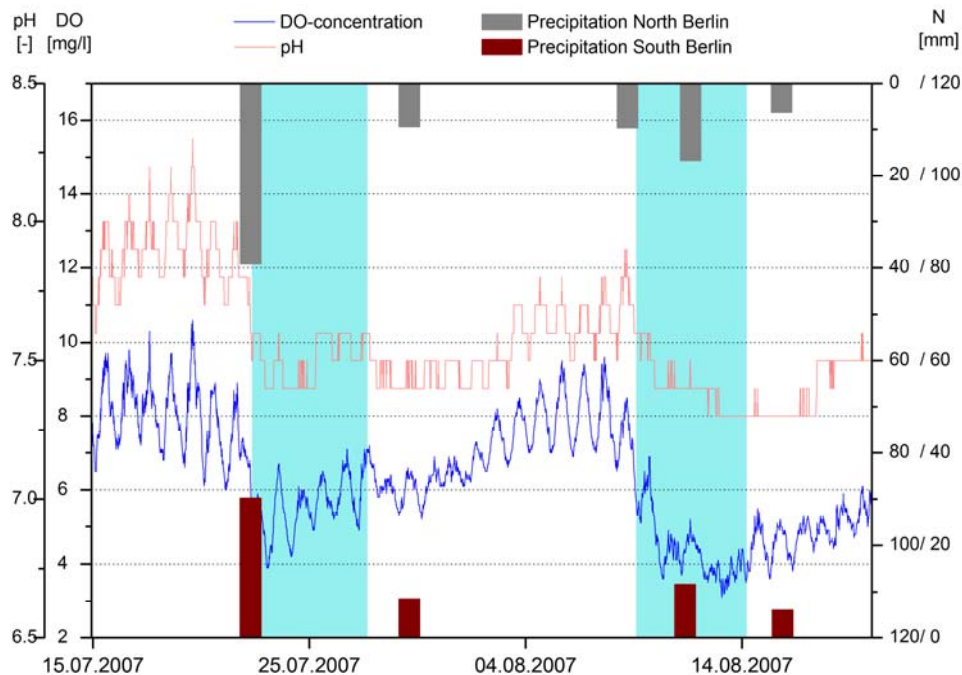 pH DO DO-concentration Precipitation North Berlin N
[-] [mg/l] pH Precipitation South Berlin [mm]
8.5 0 / 120
16
20 / 100
14
8.0
12 40 / 80
10
7.5 60 / 60
8
80 / 40
7.0 6
4 100/ 20
6.5 2 120/ 0
15.07.2007 25.07.2007 04.08.2007 14.08.2007